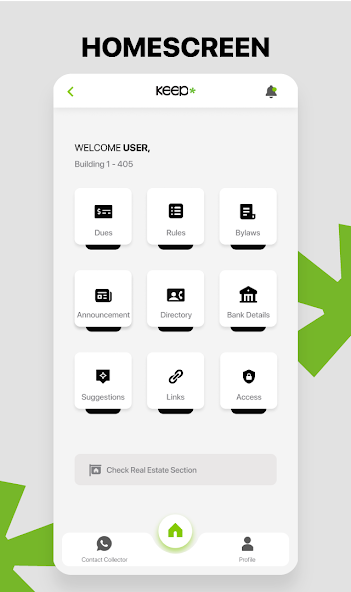 HOMESCREEN
Keep*
WELCOME USER,
Building 1 - 405
Dues
Rules
Bylaws
Announcement
Directory
Bank Details
Suggestions
Links
Access
Check Real Estate Section
Contact Collector
Profile